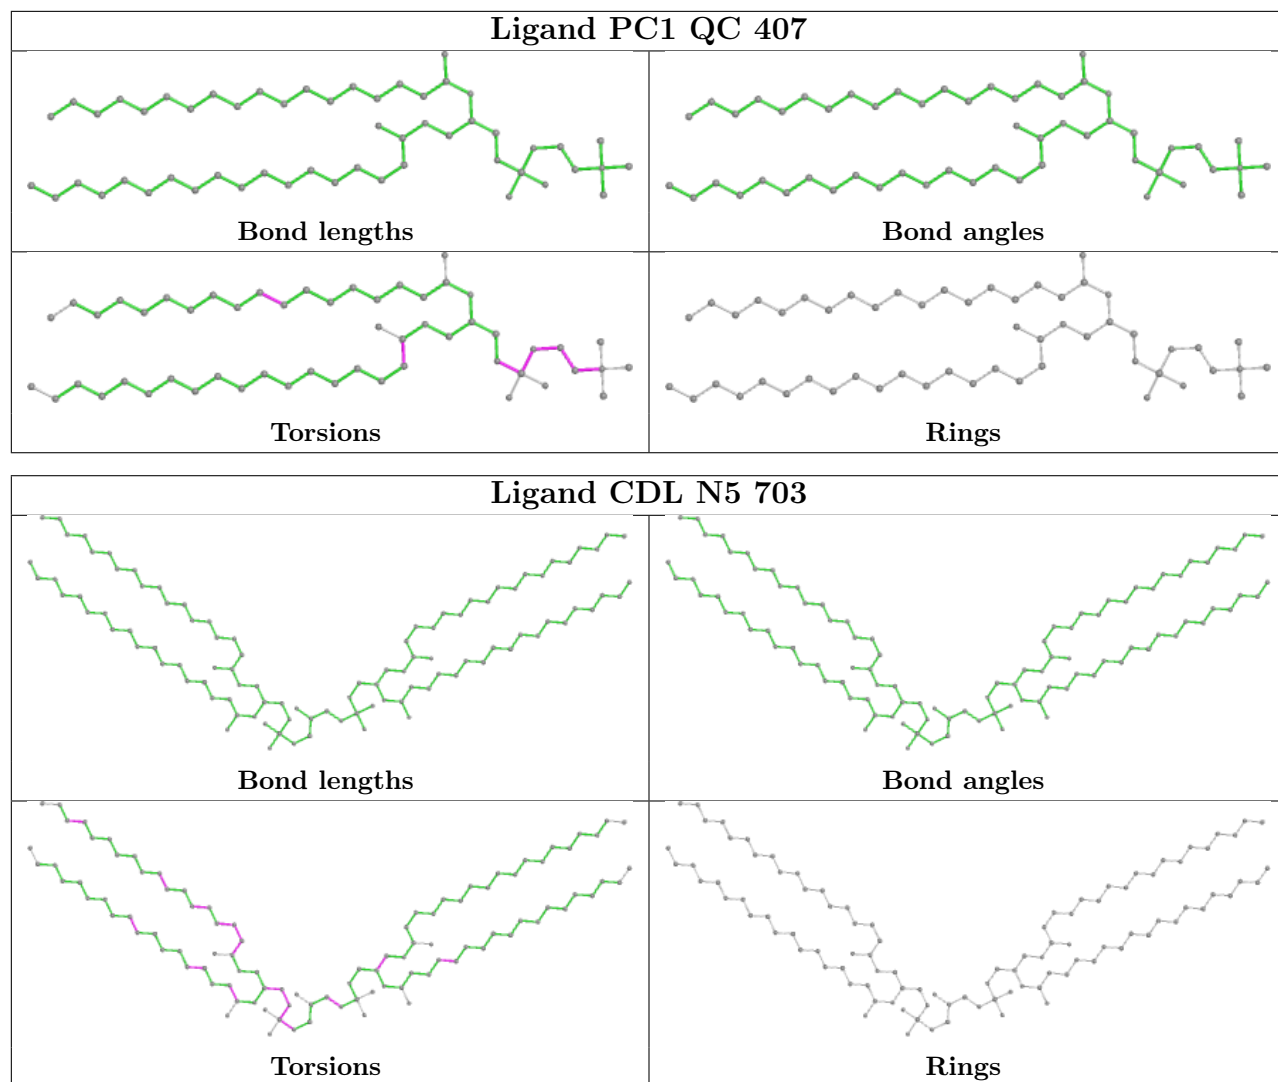 Ligand PC1 QC 407
Bond lengths
Bond angles
Torsions
Rings
Ligand CDL N5 703
Bond lengths
Bond angles
Torsions
Rings